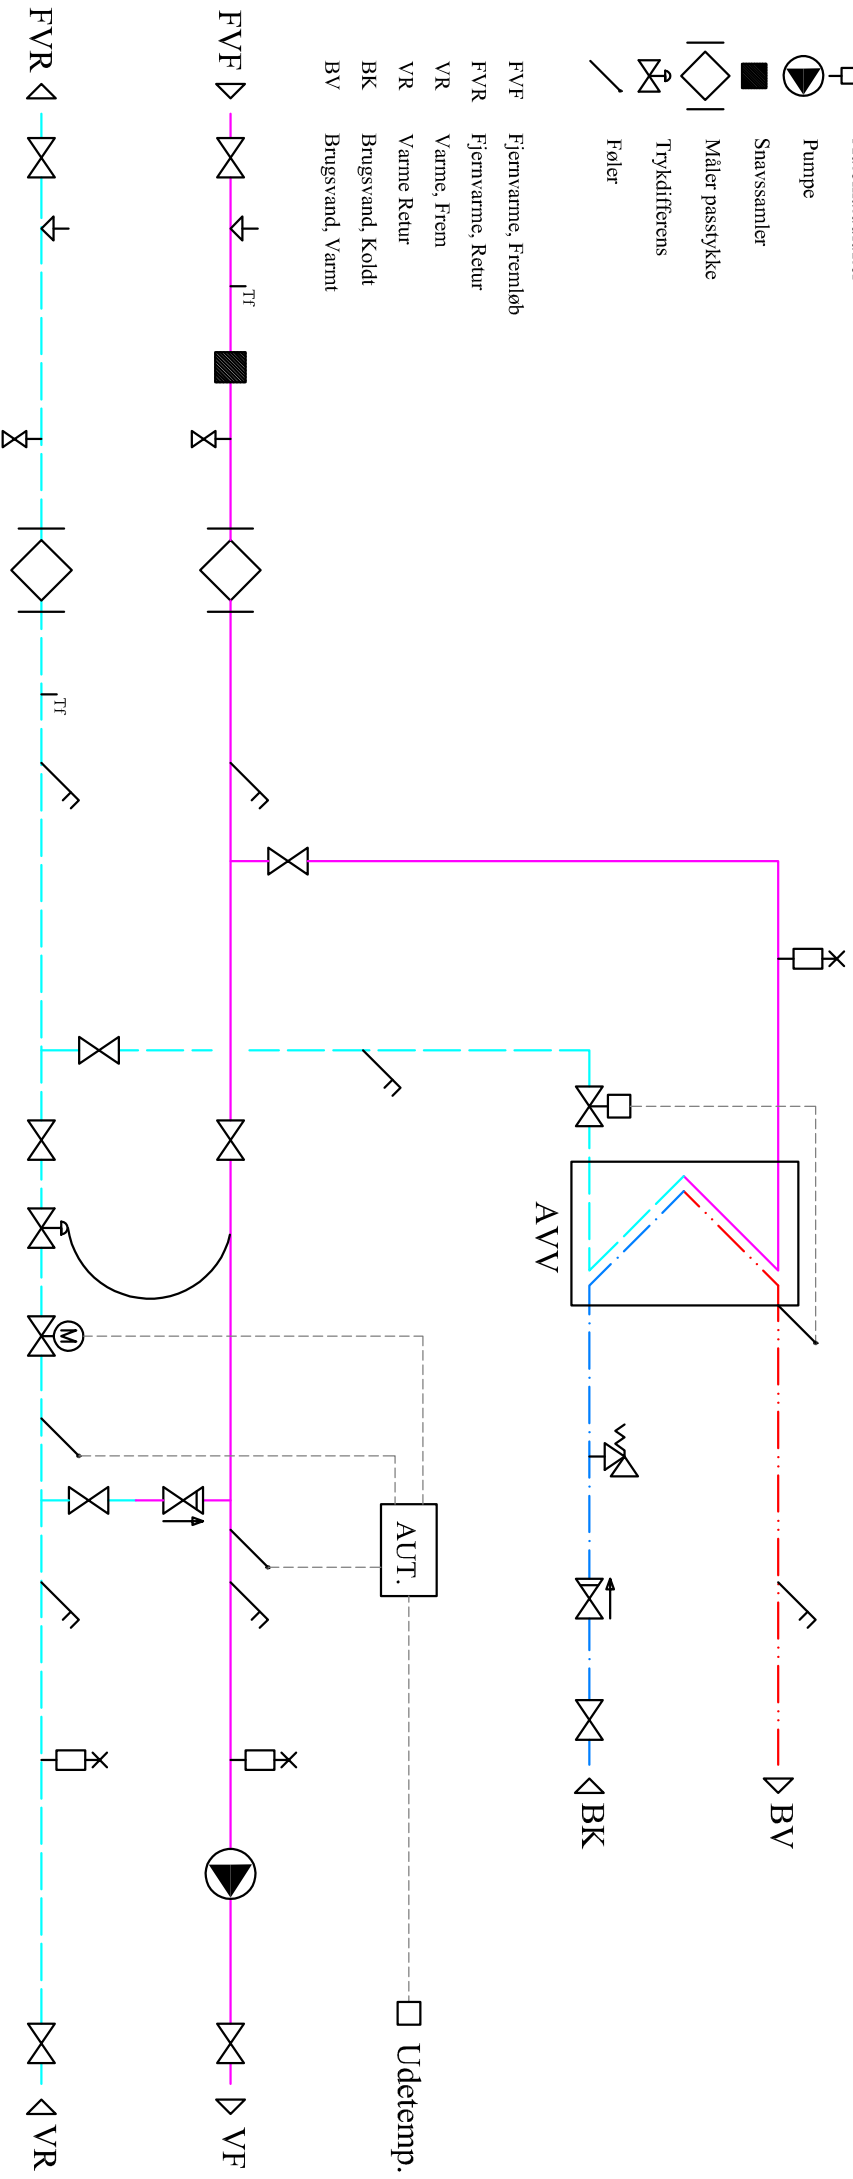 Pumpe
Snavssamler
Måler passtykke
Trykdifferens
Føler
FVF Fjernvarme, Fremløb
FVR Fjernvarme, Retur
VR Varme, Frem
VR Varme Retur
BK Brugsvand, Koldt
BV Brugsvand, Varmt
BV
BK
AVV
Udetemp.
AUT.
FVF
Tf
VF
FVR
Tf
M
VR